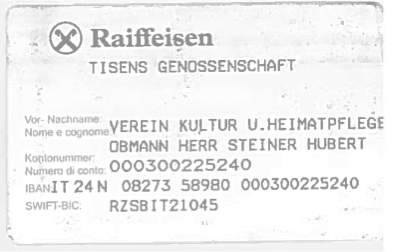 Raiffeisen
TISENS GENOSSENSCHAFT
Vor- Nachname: VEREIN KULTUR U.HEIMATPFLEGE
Nome e cognome OBMANN HERR STEINER HUBERT
Kontonummer:
Numero di conto: 000300225240
IBAN IT 24 N 08273 58980 000300225240
SWIFT-BIC: RZSBIT21045